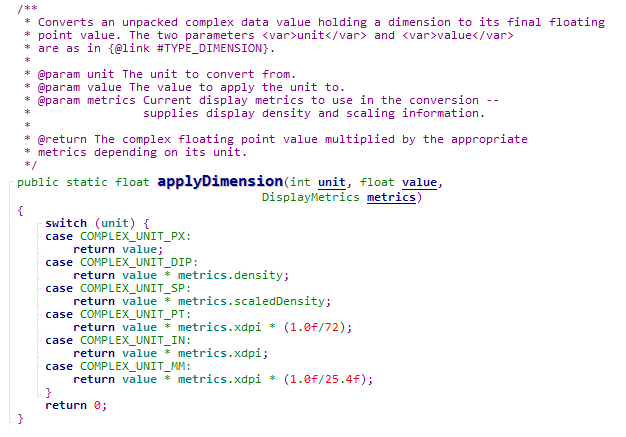 /**
 * Converts an unpacked complex data value holding a dimension to its final floating
 * point value. The two parameters <var>unit</var> and <var>value</var>
 * are as in {@link #TYPE_DIMENSION}.
 *
 * @param unit The unit to convert from.
 * @param value The value to apply the unit to.
 * @param metrics Current display metrics to use in the conversion --
 *                supplies display density and scaling information.
 *
 * @return The complex floating point value multiplied by the appropriate
 * metrics depending on its unit.
 */
public static float applyDimension(int unit, float value,
                                   DisplayMetrics metrics)
{
    switch (unit) {
    case COMPLEX_UNIT_PX:
        return value;
    case COMPLEX_UNIT_DIP:
        return value * metrics.density;
    case COMPLEX_UNIT_SP:
        return value * metrics.scaledDensity;
    case COMPLEX_UNIT_PT:
        return value * metrics.xdpi * (1.0f/72);
    case COMPLEX_UNIT_IN:
        return value * metrics.xdpi;
    case COMPLEX_UNIT_MM:
        return value * metrics.xdpi * (1.0f/25.4f);
    }
    return 0;
}